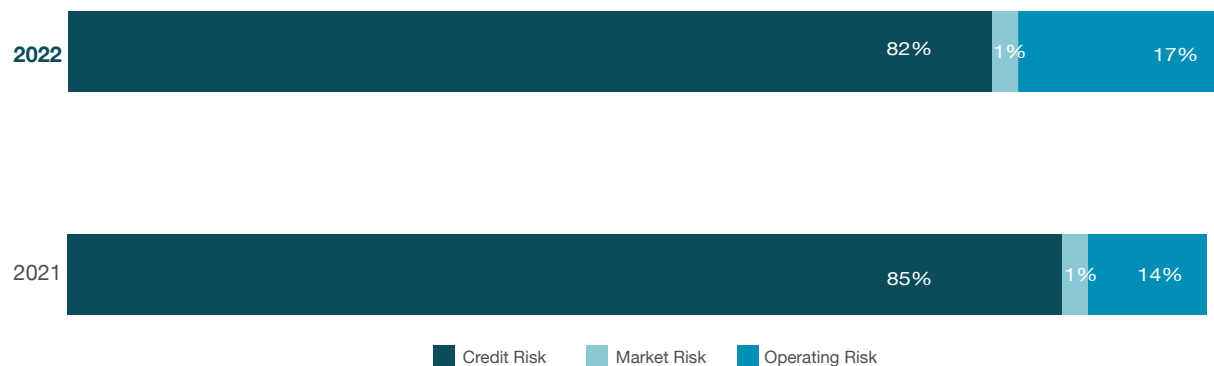 2022 82% 1% 17%
2021 85% 1% 14%
Credit Risk Market Risk Operating Risk